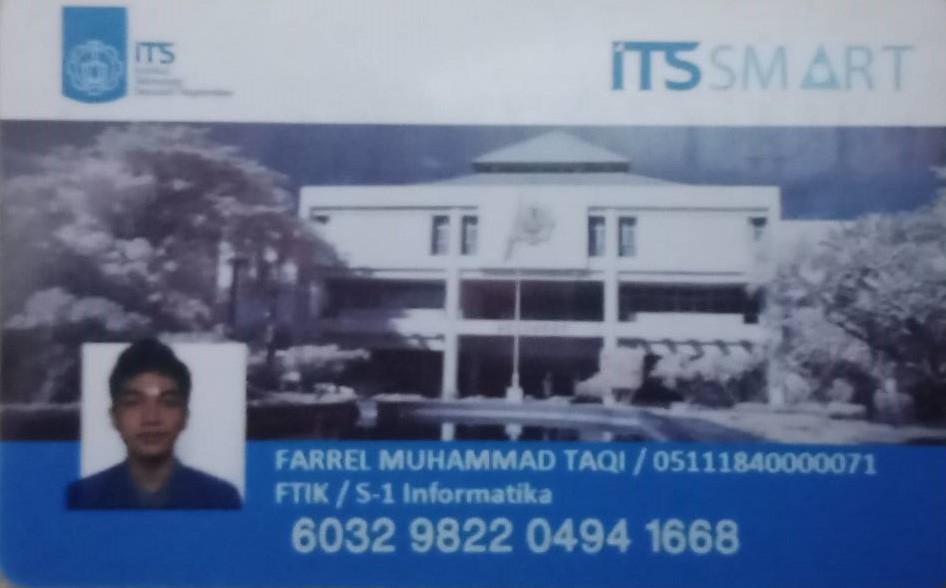 ITS
ITS SMART
FARREL MUHAMMAD TAQI / 05111840000071
FTIK / S-1 Informatika
6032 9822 0494 1668